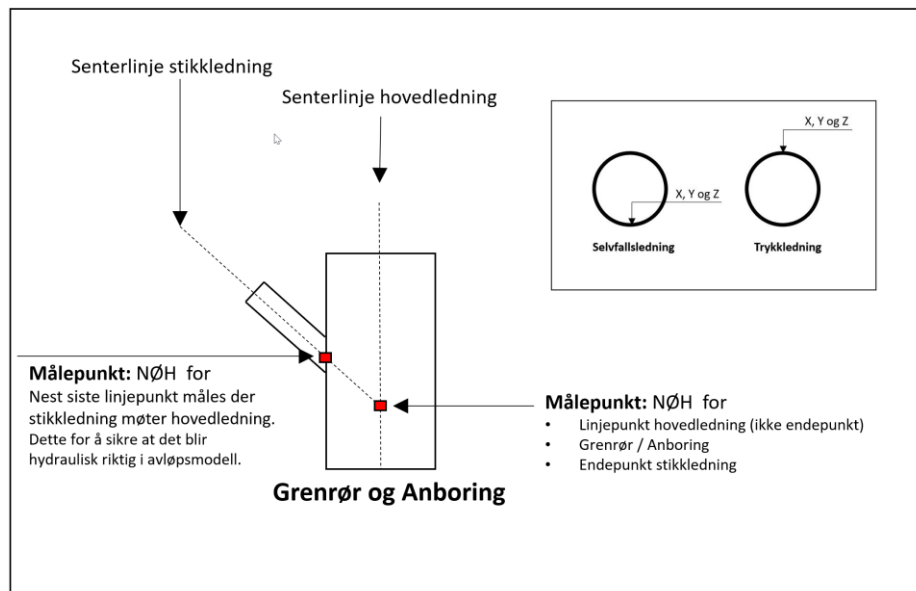 Senterlinje stikkledning
Senterlinje hovedledning
X, Y og Z
X, Y og Z
Selvfallsledning
Trykkledning
Målepunkt: NØH for
Nest siste linjepunkt måles der
stikkledning møter hovedledning.
Dette for å sikre at det blir
hydraulisk riktig i avløpsmodell.
Målepunkt: NØH for
• Linjepunkt hovedledning (ikke endepunkt)
• Grenrør / Anboring
• Endepunkt stikkledning
Grenrør og Anboring